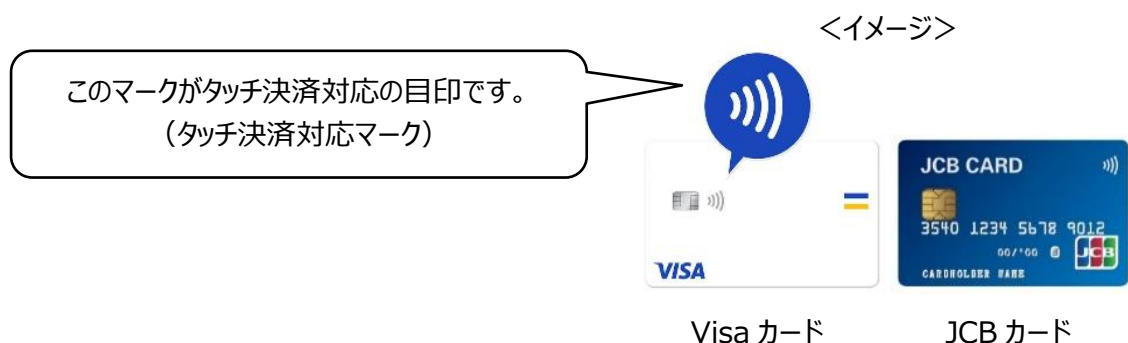 <イメージ>
このマークがタッチ決済対応の目印です。
(タッチ決済対応マーク)
VISA
JCB CARD
3540 1234 5678 9012
00/00
JCB
CARDHOLDER NAME
Visa カード
JCB カード